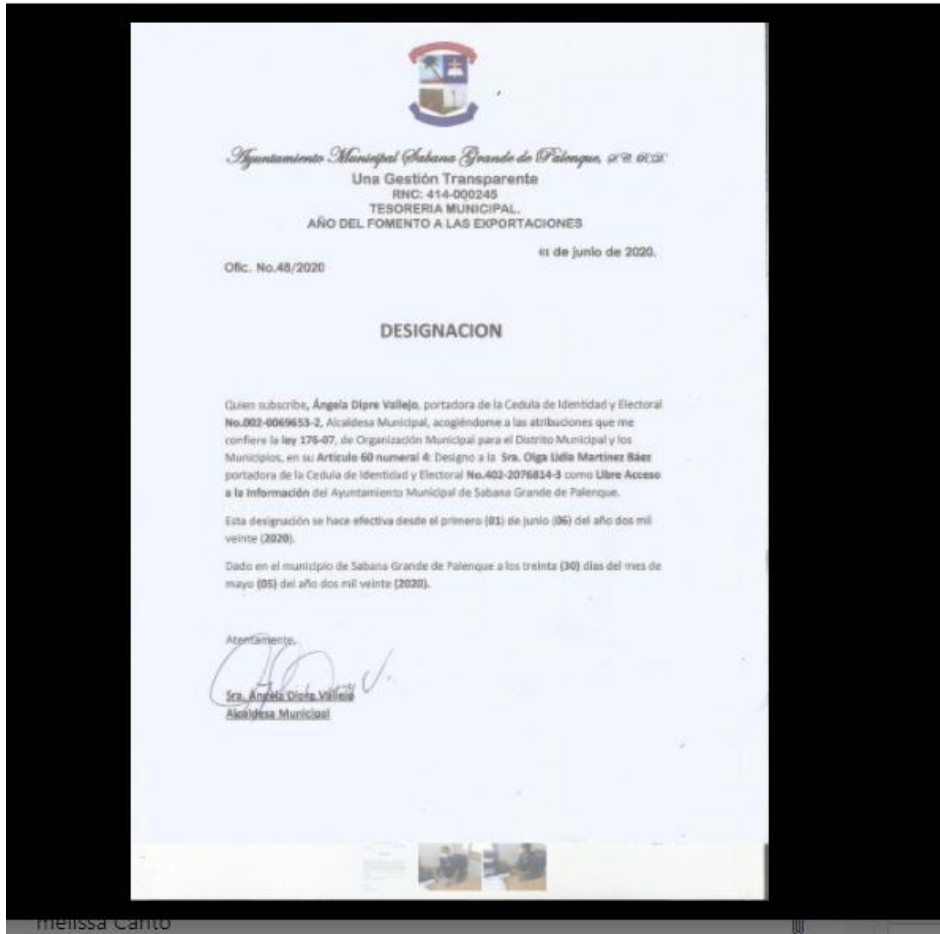 Ayuntamiento Municipal Sabana Grande de Palenque,
Una Gestión Transparente
RNC: 414-000245
TESORERIA MUNICIPAL.
AÑO DEL FOMENTO A LAS EXPORTACIONES
01 de junio de 2020.
Ofic. No.48/2020
DESIGNACION
Quien subscribe, Ángela Dipre Vallejo, portadora de la Cedula de Identidad y Electoral
No.002-0069653-2, Alcaldesa Municipal, acogiéndome a las atribuciones que me
confiere la ley 176-07, de Organización Municipal para el Distrito Municipal y los
Municipios, en su Articulo 60 numeral 4: Designo a la Sra. Olga Lidia Martínez Báez
portadora de la Cedula de Identidad y Electoral No.402-2076814-3 como Libre Acceso
a la Información del Ayuntamiento Municipal de Sabana Grande de Palenque.
Esta designación se hace efectiva desde el primero (01) de junio (06) del año dos mil
veinte (2020).
Dado en el municipio de Sabana Grande de Palenque a los treinta (30) días del mes de
mayo (05) del año dos mil veinte (2020).
Atentamente,
Sra. Ángela Dipre Vallejo
Alcaldesa Municipal
melissa Canto